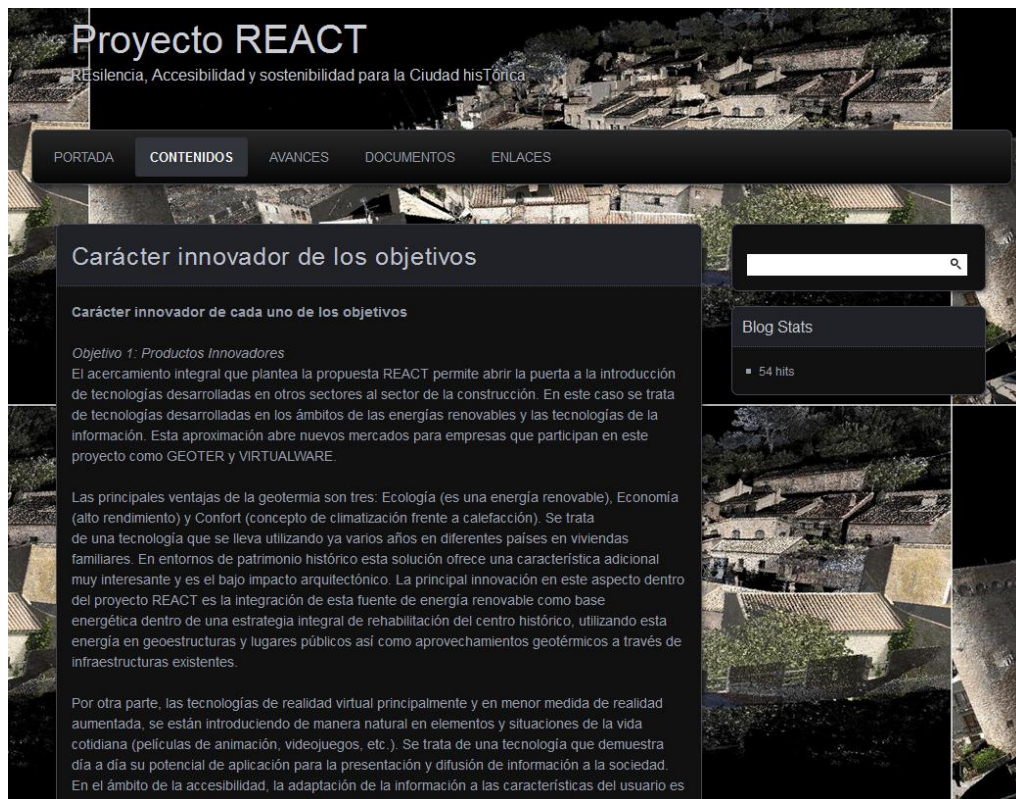 Proyecto REACT
REsilencia, Accesibilidad y sostenibilidad para la Ciudad hisTórica
PORTADA CONTENIDOS AVANCES DOCUMENTOS ENLACES
Carácter innovador de los objetivos
Carácter innovador de cada uno de los objetivos
Objetivo 1: Productos Innovadores
El acercamiento integral que plantea la propuesta REACT permite abrir la puerta a la introducción
de tecnologías desarrolladas en otros sectores al sector de la construcción. En este caso se trata
de tecnologías desarrolladas en los ámbitos de las energías renovables y las tecnologías de la
información. Esta aproximación abre nuevos mercados para empresas que participan en este
proyecto como GEOTER y VIRTUALWARE.
Las principales ventajas de la geotermia son tres: Ecología (es una energía renovable), Economía
(alto rendimiento) y Confort (concepto de climatización frente a calefacción). Se trata
de una tecnología que se lleva utilizando ya varios años en diferentes países en viviendas
familiares. En entornos de patrimonio histórico esta solución ofrece una característica adicional
muy interesante y es el bajo impacto arquitectónico. La principal innovación en este aspecto dentro
del proyecto REACT es la integración de esta fuente de energía renovable como base
energética dentro de una estrategia integral de rehabilitación del centro histórico, utilizando esta
energía en geoestructuras y lugares públicos así como aprovechamientos geotérmicos a través de
infraestructuras existentes.
Por otra parte, las tecnologías de realidad virtual principalmente y en menor medida de realidad
aumentada, se están introduciendo de manera natural en elementos y situaciones de la vida
cotidiana (películas de animación, videojuegos, etc.). Se trata de una tecnología que demuestra
día a día su potencial de aplicación para la presentación y difusión de información a la sociedad.
En el ámbito de la accesibilidad, la adaptación de la información a las características del usuario es
Blog Stats
54 hits